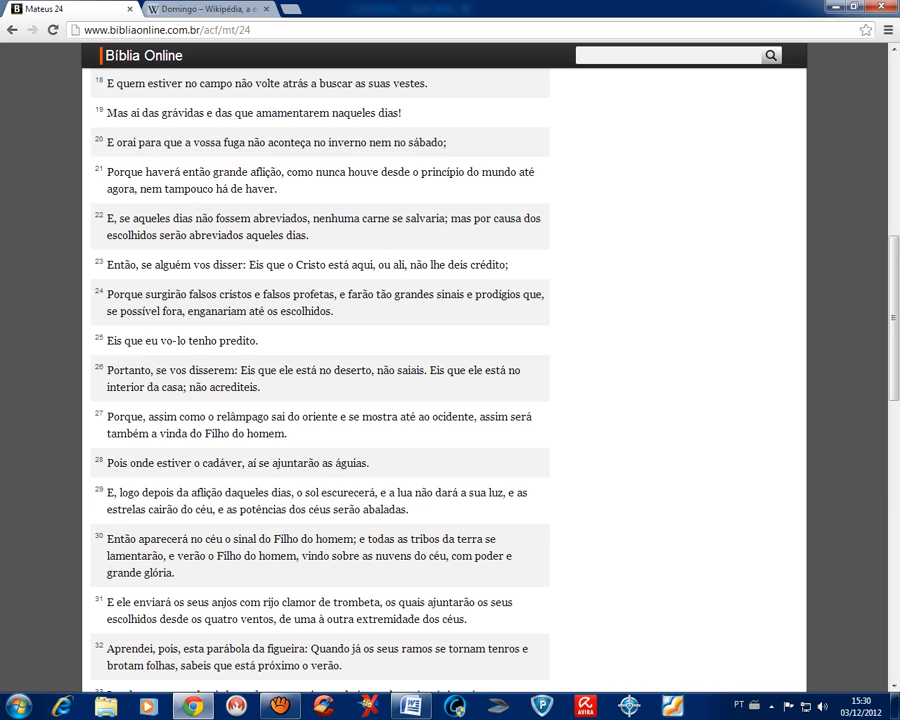 Mateus 24
Domingo – Wikipédia, a e
www.bibliaonline.com.br/acf/mt/24
Bíblia Online
18 E quem estiver no campo não volte atrás a buscar as suas vestes.
19 Mas ai das grávidas e das que amamentarem naqueles dias!
20 E orai para que a vossa fuga não aconteça no inverno nem no sábado;
21 Porque haverá então grande aflição, como nunca houve desde o princípio do mundo até
agora, nem tampouco há de haver.
22 E, se aqueles dias não fossem abreviados, nenhuma carne se salvaria; mas por causa dos
escolhidos serão abreviados aqueles dias.
23 Então, se alguém vos disser: Eis que o Cristo está aqui, ou ali, não lhe deis crédito;
24 Porque surgirão falsos cristos e falsos profetas, e farão tão grandes sinais e prodígios que,
se possível fora, enganariam até os escolhidos.
25 Eis que eu vo-lo tenho predito.
26 Portanto, se vos disserem: Eis que ele está no deserto, não saiais. Eis que ele está no
interior da casa; não acrediteis.
27 Porque, assim como o relâmpago sai do oriente e se mostra até ao ocidente, assim será
também a vinda do Filho do homem.
28 Pois onde estiver o cadáver, aí se ajuntarão as águias.
29 E, logo depois da aflição daqueles dias, o sol escurecerá, e a lua não dará a sua luz, e as
estrelas cairão do céu, e as potências dos céus serão abaladas.
30 Então aparecerá no céu o sinal do Filho do homem; e todas as tribos da terra se
lamentarão, e verão o Filho do homem, vindo sobre as nuvens do céu, com poder e
grande glória.
31 E ele enviará os seus anjos com rijo clamor de trombeta, os quais ajuntarão os seus
escolhidos desde os quatro ventos, de uma à outra extremidade dos céus.
32 Aprendei, pois, esta parábola da figueira: Quando já os seus ramos se tornam tenros e
brotam folhas, sabeis que está próximo o verão.
33
AVIRA
PT
15:30
03/12/2012